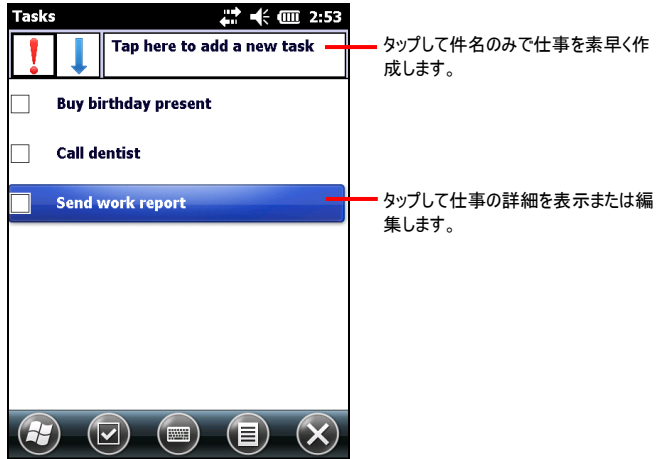 Tasks 2:53
Tap here to add a new task
タップして件名のみで仕事を素早く作
成します。
Buy birthday present
Call dentist
Send work report
タップして仕事の詳細を表示または編
集します。